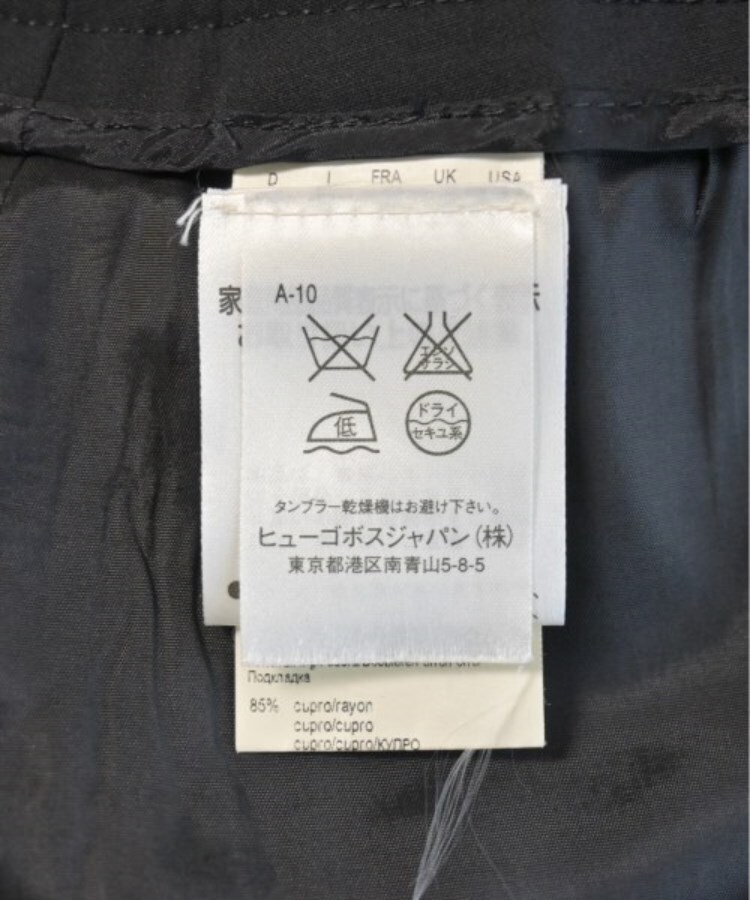 D I FRA UK USA
A-10
エンソ
サラシ
低
ドライ
セキユ系
タンブラー乾燥機はお避け下さい。
ヒューゴボスジャパン(株)
東京都港区南青山5-8-5
Подкладка
85% cupro/rayon
cupro/cupro
cupro/cupro/КУПРО